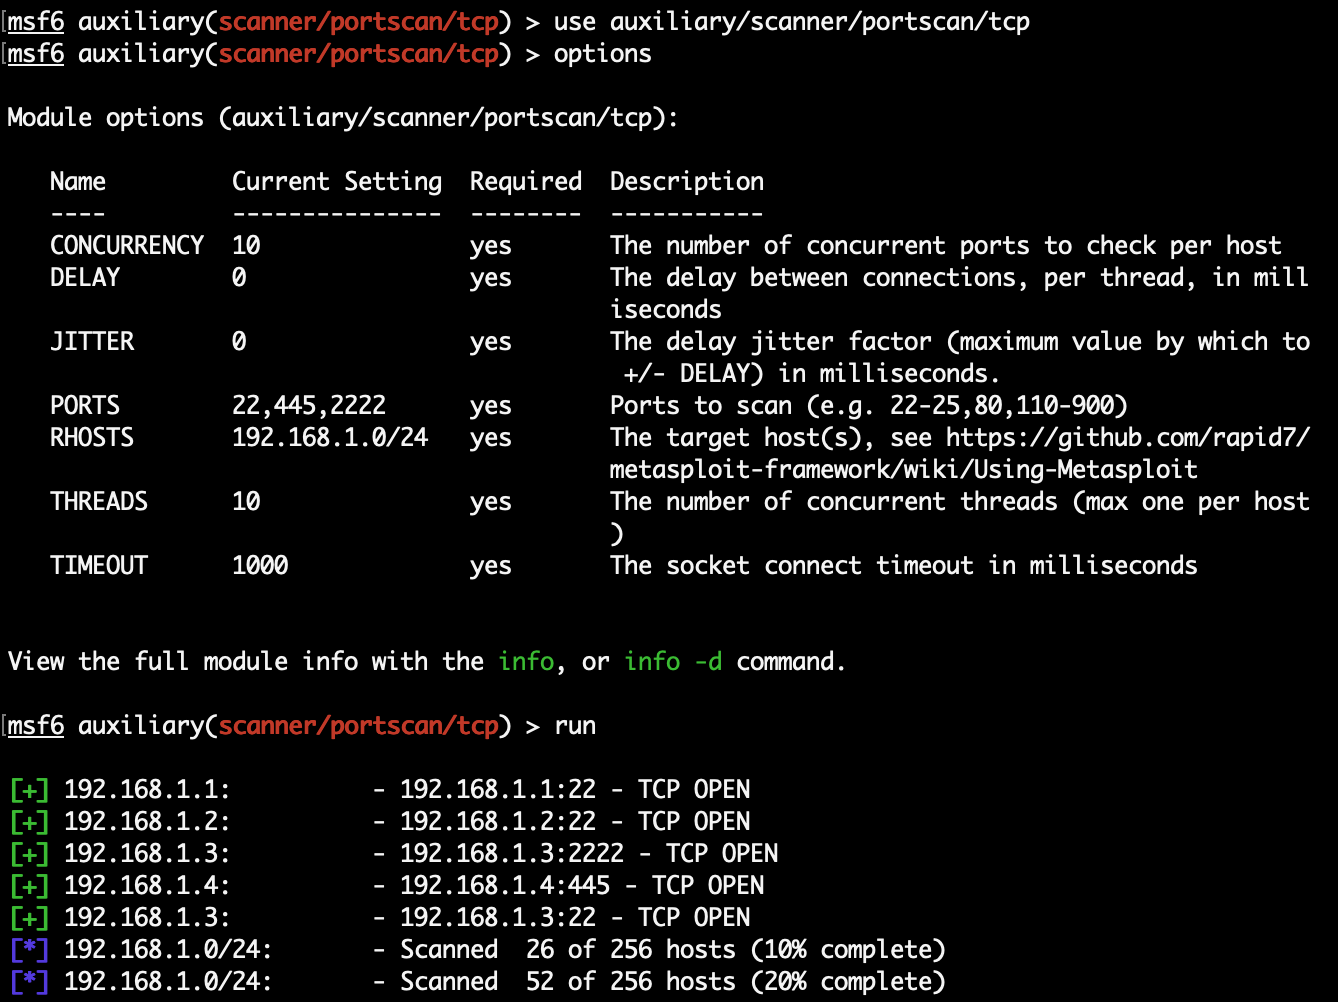 msf6 auxiliary(scanner/portscan/tcp) > use auxiliary/scanner/portscan/tcp
msf6 auxiliary(scanner/portscan/tcp) > options

Module options (auxiliary/scanner/portscan/tcp):

   Name         Current Setting  Required  Description
   ----         ---------------  --------  -----------
   CONCURRENCY  10               yes       The number of concurrent ports to check per host
   DELAY        0                yes       The delay between connections, per thread, in mill
                                           iseconds
   JITTER       0                yes       The delay jitter factor (maximum value by which to
                                            +/- DELAY) in milliseconds.
   PORTS        22,445,2222      yes       Ports to scan (e.g. 22-25,80,110-900)
   RHOSTS       192.168.1.0/24   yes       The target host(s), see https://github.com/rapid7/
                                           metasploit-framework/wiki/Using-Metasploit
   THREADS      10               yes       The number of concurrent threads (max one per host
                                           )
   TIMEOUT      1000             yes       The socket connect timeout in milliseconds

View the full module info with the info, or info -d command.

msf6 auxiliary(scanner/portscan/tcp) > run

[+] 192.168.1.1:          - 192.168.1.1:22 - TCP OPEN
[+] 192.168.1.2:          - 192.168.1.2:22 - TCP OPEN
[+] 192.168.1.3:          - 192.168.1.3:2222 - TCP OPEN
[+] 192.168.1.4:          - 192.168.1.4:445 - TCP OPEN
[+] 192.168.1.3:          - 192.168.1.3:22 - TCP OPEN
[*] 192.168.1.0/24:       - Scanned  26 of 256 hosts (10% complete)
[*] 192.168.1.0/24:       - Scanned  52 of 256 hosts (20% complete)